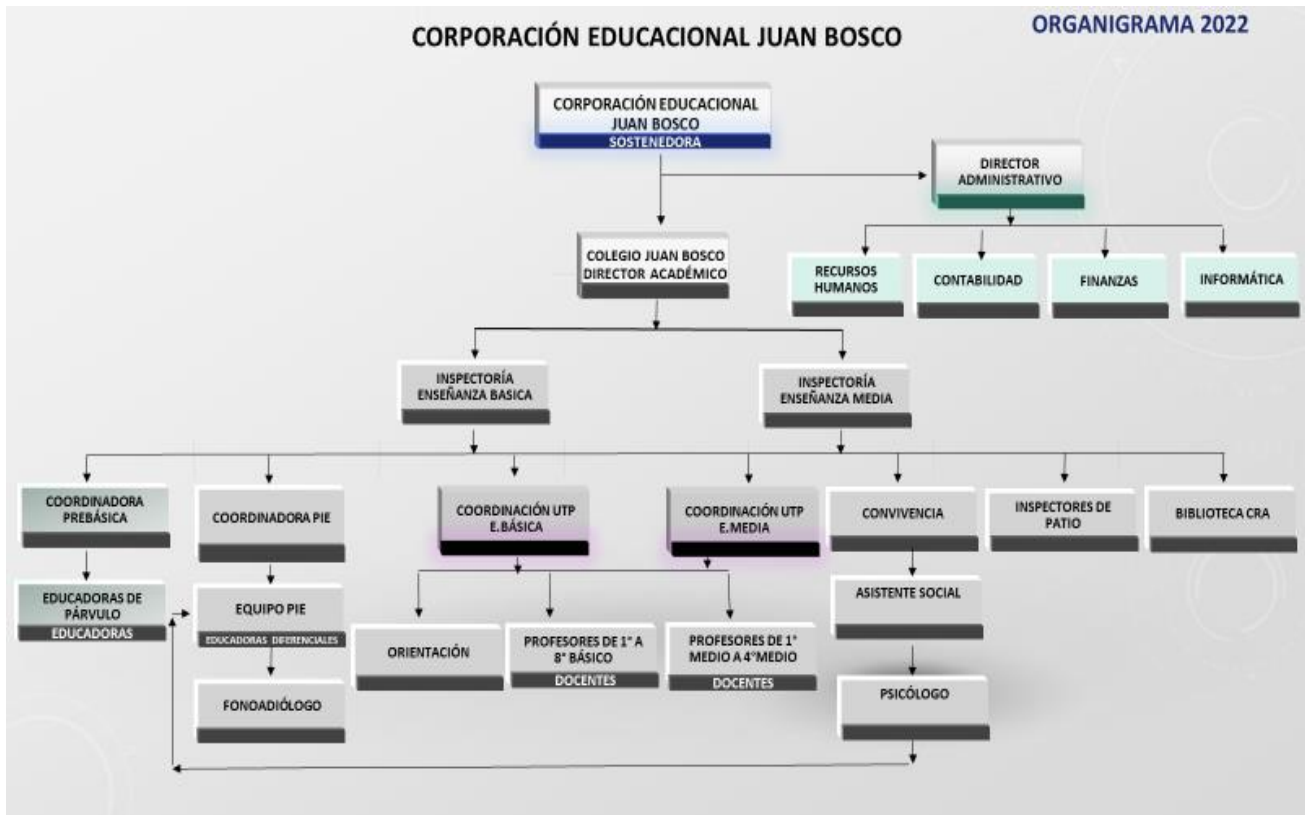 CORPORACIÓN EDUCACIONAL JUAN BOSCO
ORGANIGRAMA 2022
CORPORACIÓN EDUCACIONAL
JUAN BOSCO
SOSTENEDORA
DIRECTOR
ADMINISTRATIVO
COLEGIO JUAN BOSCO
DIRECTOR ACADÉMICO
RECURSOS
HUMANOS
CONTABILIDAD
FINANZAS
INFORMÁTICA
INSPECTORÍA
ENSEÑANZA BASICA
INSPECTORÍA
ENSEÑANZA MEDIA
COORDINADORA
PREBÁSICA
COORDINADORA PIE
COORDINACIÓN UTP
E.BÁSICA
COORDINACIÓN UTP
E.MEDIA
CONVIVENCIA
INSPECTORES DE
PATIO
BIBLIOTECA CRA
EDUCADORAS DE
PÁRVULO
EDUCADORAS
EQUIPO PIE
EDUCADORAS DIFERENCIALES
ORIENTACIÓN
PROFESORES DE 1° A
8° BÁSICO
DOCENTES
PROFESORES DE 1°
MEDIO A 4°MEDIO
DOCENTES
ASISTENTE SOCIAL
FONOADIÓLOGO
PSICÓLOGO